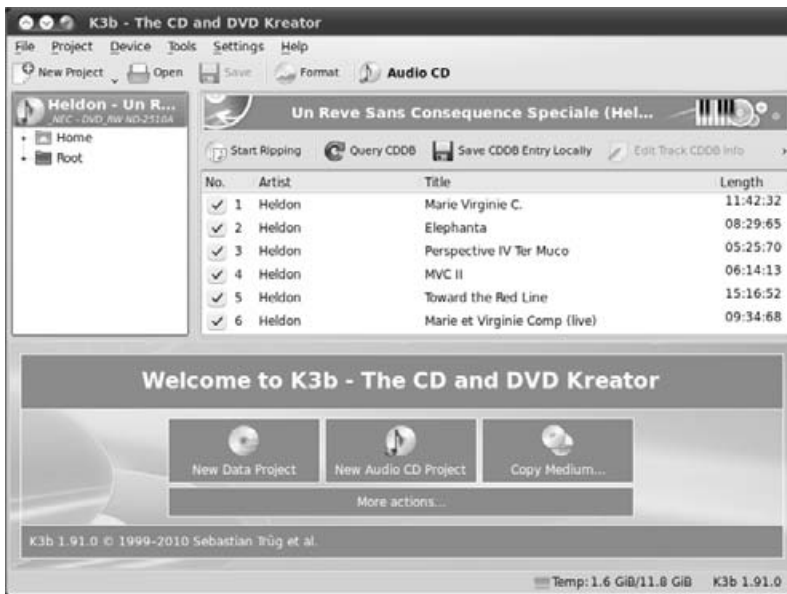 K3b - The CD and DVD Kreator
File Project Device Tools Settings Help
New Project Open Save Format Audio CD
Heldon - Un R...
NEC - DVD_RW ND-2510A
Home
Root
Un Reve Sans Consequence Speciale (Hel...
Start Ripping Query CDDB Save CDDB Entry Locally Edit Track CDDB Info
No. Artist Title Length
1 Heldon Marie Virginie C. 11:42:32
2 Heldon Elephanta 08:29:65
3 Heldon Perspective IV Ter Muco 05:25:70
4 Heldon MVC II 06:14:13
5 Heldon Toward the Red Line 15:16:52
6 Heldon Marie et Virginie Comp (live) 09:34:68
Welcome to K3b - The CD and DVD Kreator
New Data Project New Audio CD Project Copy Medium...
More actions...
K3b 1.91.0 © 1999-2010 Sebastian Trüg et al.
Temp: 1.6 GiB/11.8 GiB K3b 1.91.0